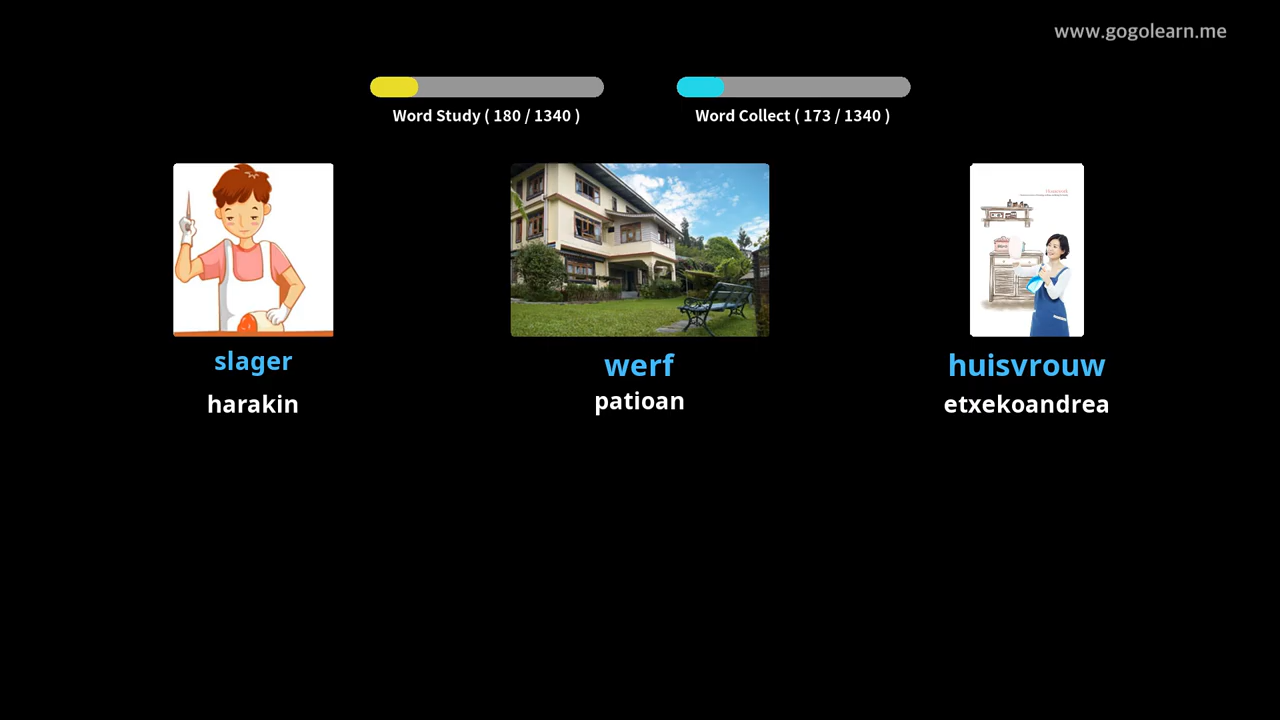 www.gogolearn.me
Word Study ( 180 / 1340 )
Word Collect ( 173 / 1340 )
slager
werf
huisvrouw
harakin
patioan
etxekoandrea